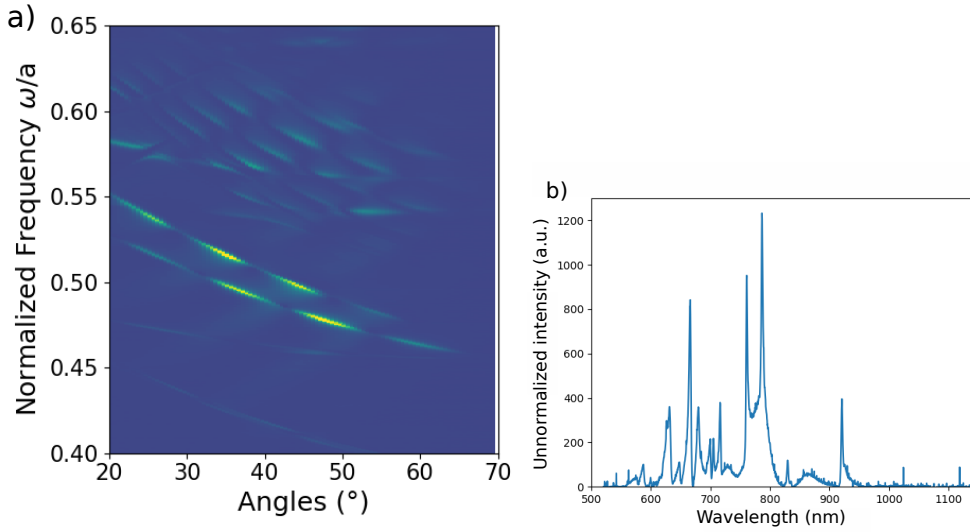 a)
0.65
0.60
0.55
0.50
0.45
0.40
Normalized Frequency ω/a
20 30 40 50 60 70
Angles (°)
b)
1200
1000
800
600
400
200
0
Unnormalized intensity (a.u.)
500 600 700 800 900 1000 1100
Wavelength (nm)